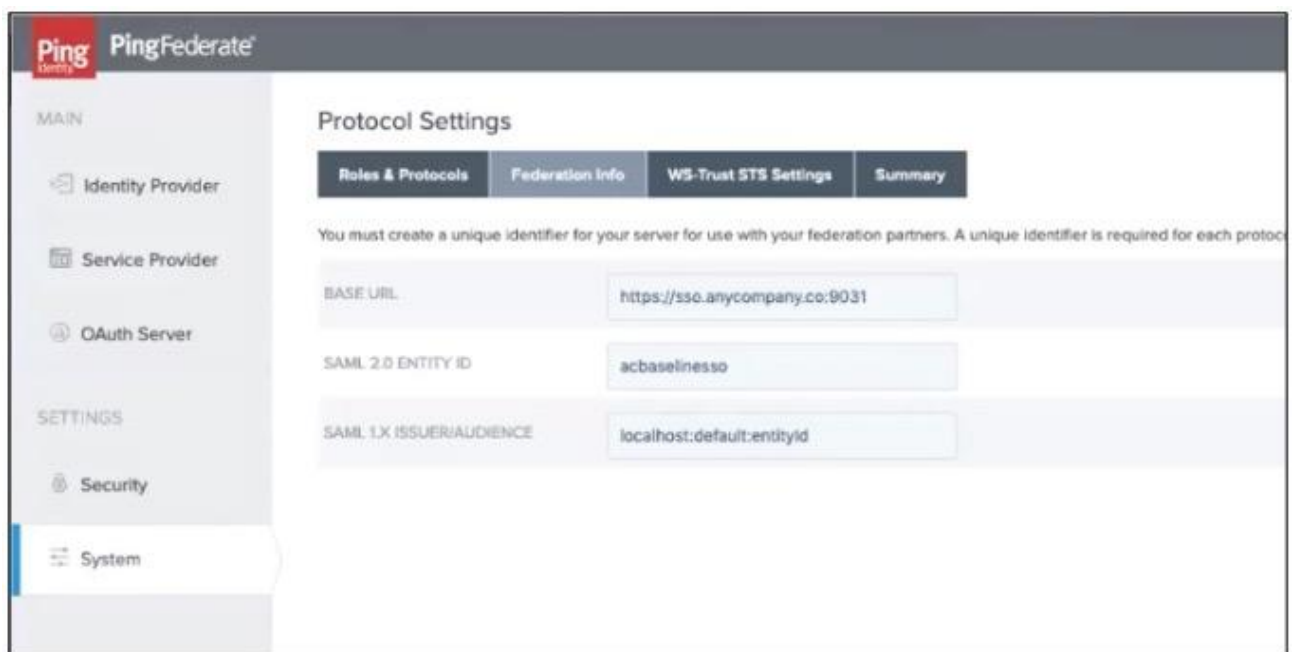 Ping
Identity
PingFederate®
MAIN
Identity Provider
Service Provider
OAuth Server
SETTINGS
Security
System
Protocol Settings
Roles & Protocols
Federation Info
WS-Trust STS Settings
Summary
You must create a unique identifier for your server for use with your federation partners. A unique identifier is required for each protoc
BASE URL
https://sso.anycompany.co:9031
SAML 2.0 ENTITY ID
acbaselinesso
SAML 1.X ISSUER/AUDIENCE
localhost:default:entityId